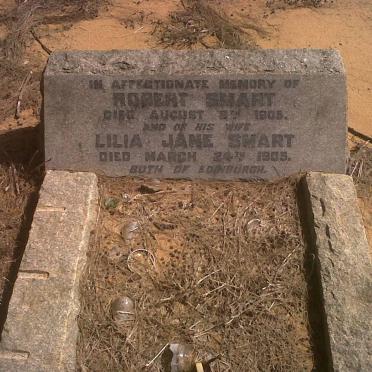 IN AFFECTIONATE MEMORY OF
ROBERT SMART
DIED AUGUST 8TH 1905.
AND OF HIS WIFE
LILIA JANE SMART
DIED MARCH 24TH 1905.
BOTH OF EDINBURGH